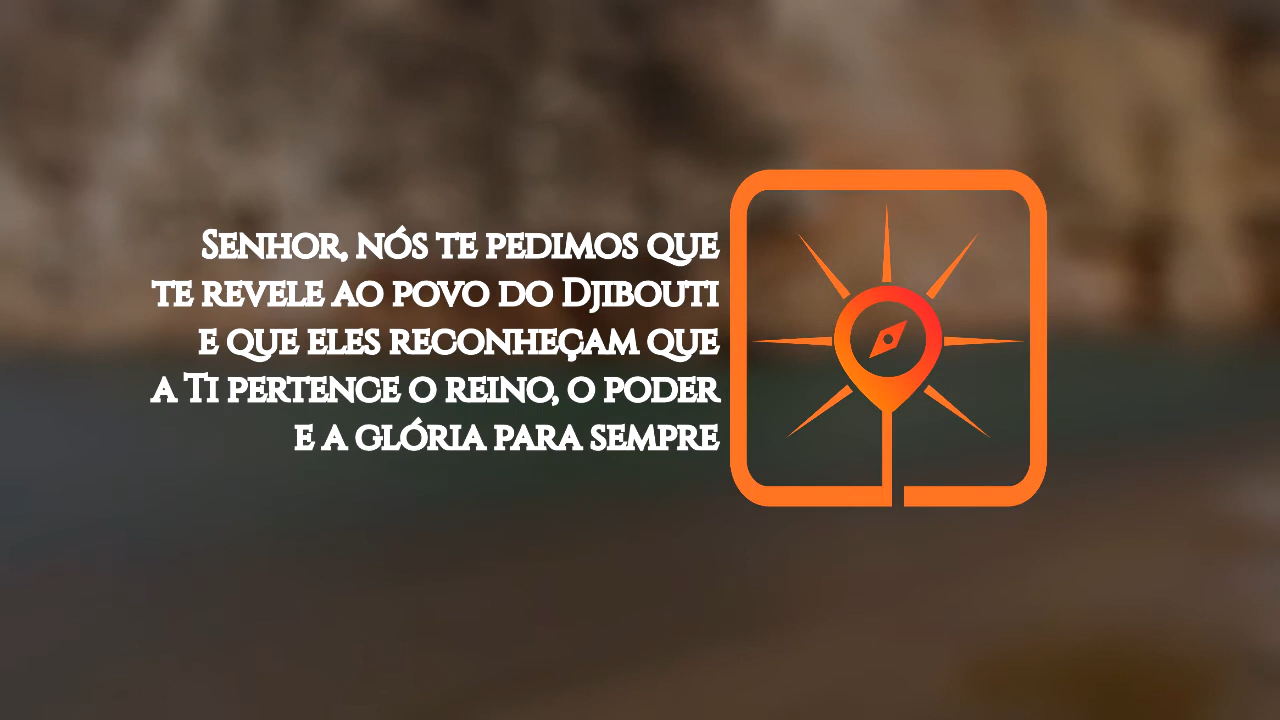 Senhor, nós te pedimos que
te revele ao povo do Djibouti
e que eles reconheçam que
a Ti pertence o reino, o poder
e a glória para sempre